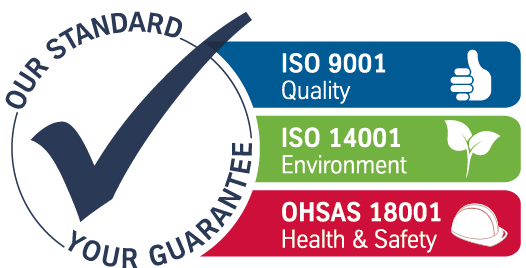 OUR STANDARD
YOUR GUARANTEE
ISO 9001
Quality
ISO 14001
Environment
OHSAS 18001
Health & Safety